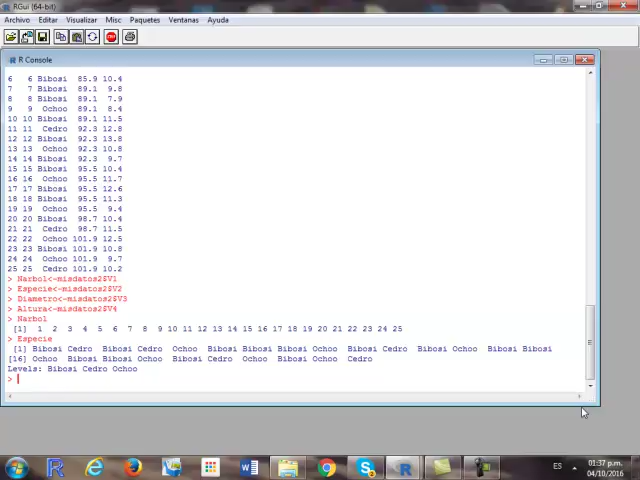 RGui (64-bit)
Archivo Editar Visualizar Misc Paquetes Ventanas Ayuda
STOP
R Console
6 6 Bibosi 85.9 10.4
7 7 Bibosi 89.1 9.8
8 8 Bibosi 89.1 7.9
9 9 Ochoo 89.1 8.4
10 10 Bibosi 89.1 11.5
11 11 Cedro 92.3 12.8
12 12 Bibosi 92.3 13.8
13 13 Ochoo 92.3 10.8
14 14 Bibosi 92.3 9.7
15 15 Bibosi 95.5 10.4
16 16 Ochoo 95.5 11.7
17 17 Bibosi 95.5 12.6
18 18 Bibosi 95.5 11.3
19 19 Ochoo 95.5 9.4
20 20 Bibosi 98.7 10.4
21 21 Cedro 98.7 11.5
22 22 Ochoo 101.9 12.5
23 23 Bibosi 101.9 10.8
24 24 Ochoo 101.9 9.7
25 25 Cedro 101.9 10.2
> Narbol<-misdatos2$V1
> Especie<-misdatos2$V2
> Diametro<-misdatos2$V3
> Altura<-misdatos2$V4
> Narbol
[1] 1 2 3 4 5 6 7 8 9 10 11 12 13 14 15 16 17 18 19 20 21 22 23 24 25
> Especie
[1] Bibosi Cedro Bibosi Cedro Ochoo Bibosi Bibosi Bibosi Ochoo Bibosi Cedro Bibosi Ochoo Bibosi Bibosi
[16] Ochoo Bibosi Bibosi Ochoo Bibosi Cedro Ochoo Bibosi Ochoo Cedro
Levels: Bibosi Cedro Ochoo
>
ES
01:37 p.m.
04/10/2016